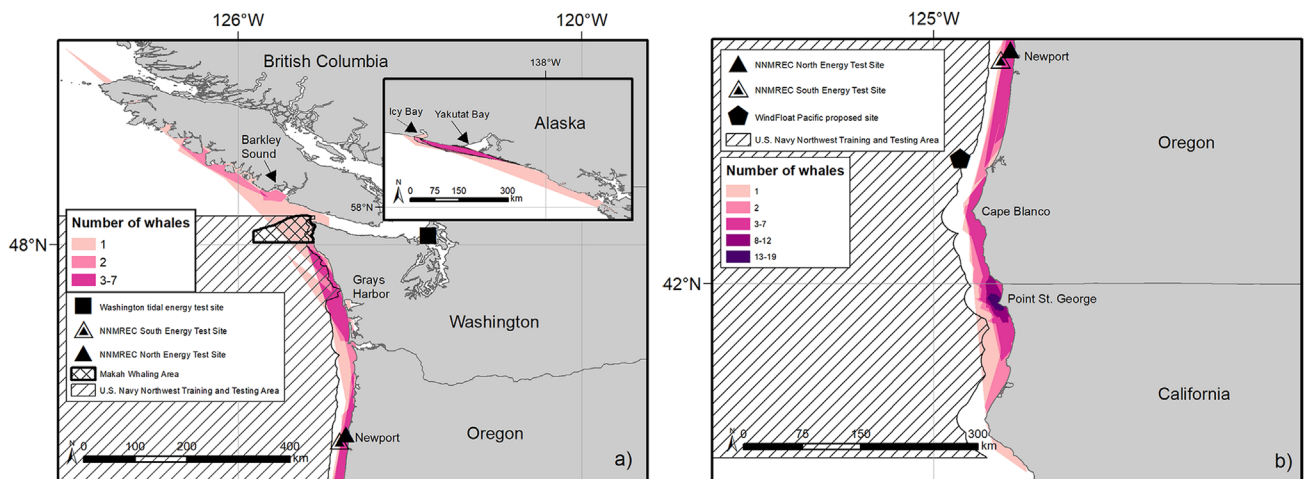 126°W
120°W
British Columbia
138°W
Icy Bay
Yakutat Bay
Alaska
Barkley
Sound
N
0 75 150 300
km
58°N
Number of whales
1
2
3-7
48°N
Grays
Harbor
Washington tidal energy test site
NNMREC South Energy Test Site
NNMREC North Energy Test Site
Makah Whaling Area
U.S. Navy Northwest Training and Testing Area
Washington
Newport
Oregon
N
0 100 200 400
km
a)
125°W
NNMREC North Energy Test Site
NNMREC South Energy Test Site
WindFloat Pacific proposed site
U.S. Navy Northwest Training and Testing Area
Newport
Oregon
Number of whales
1
2
3-7
8-12
13-19
Cape Blanco
42°N
Point St. George
California
N
0 75 150 300
km
b)